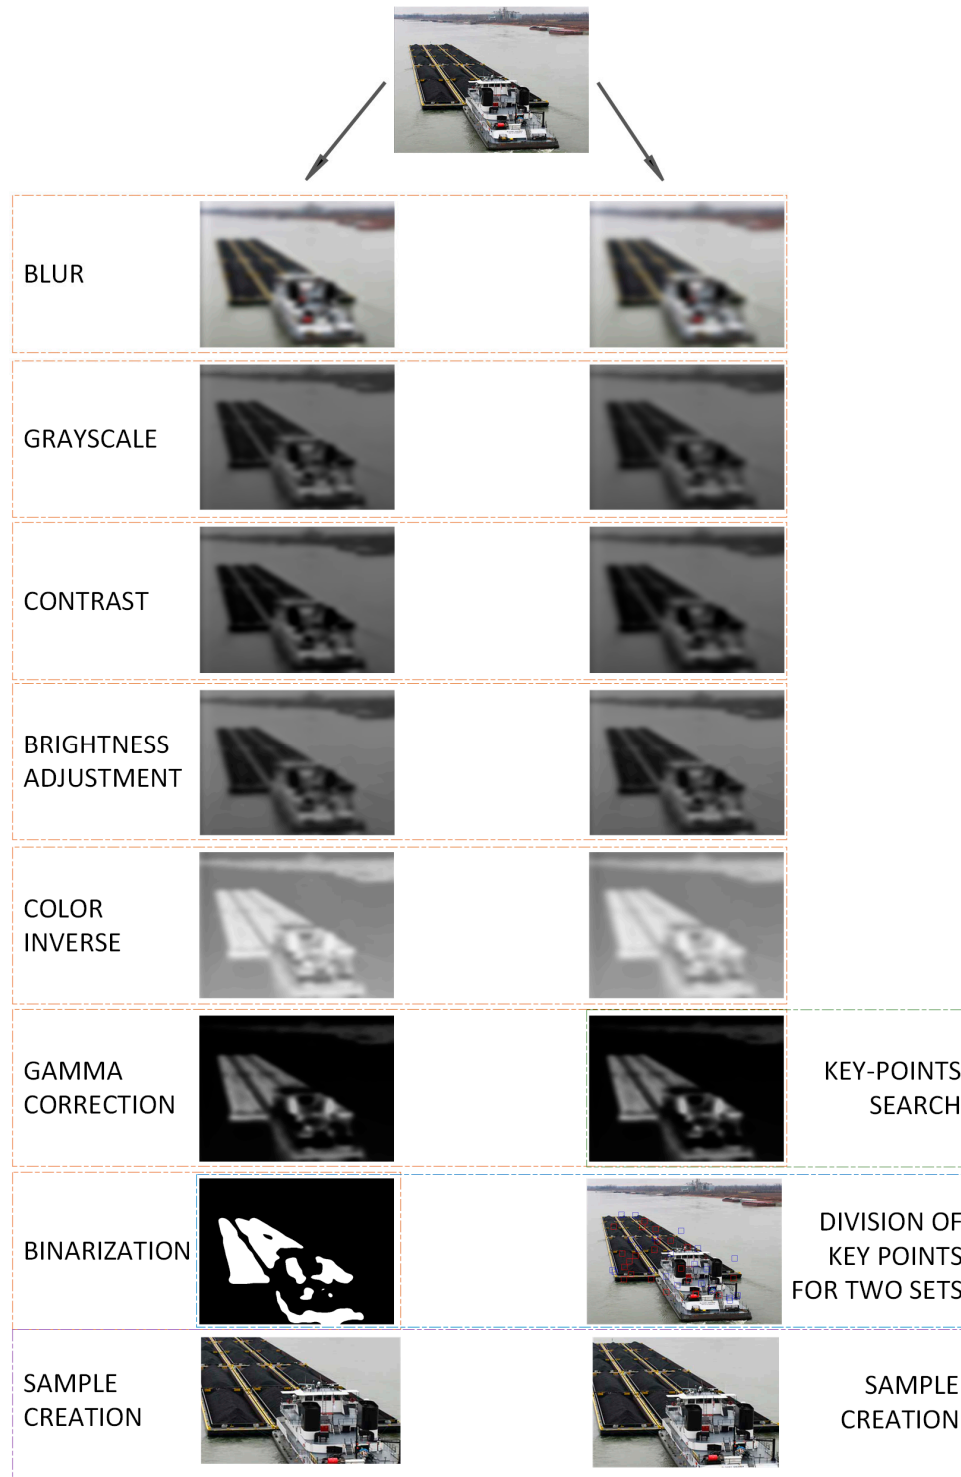 BLUR
GRAYSCALE
CONTRAST
BRIGHTNESS
ADJUSTMENT
COLOR
INVERSE
GAMMA
CORRECTION
KEY-POINTS
SEARCH
BINARIZATION
DIVISION OF
KEY POINTS
FOR TWO SETS
SAMPLE
CREATION
SAMPLE
CREATION